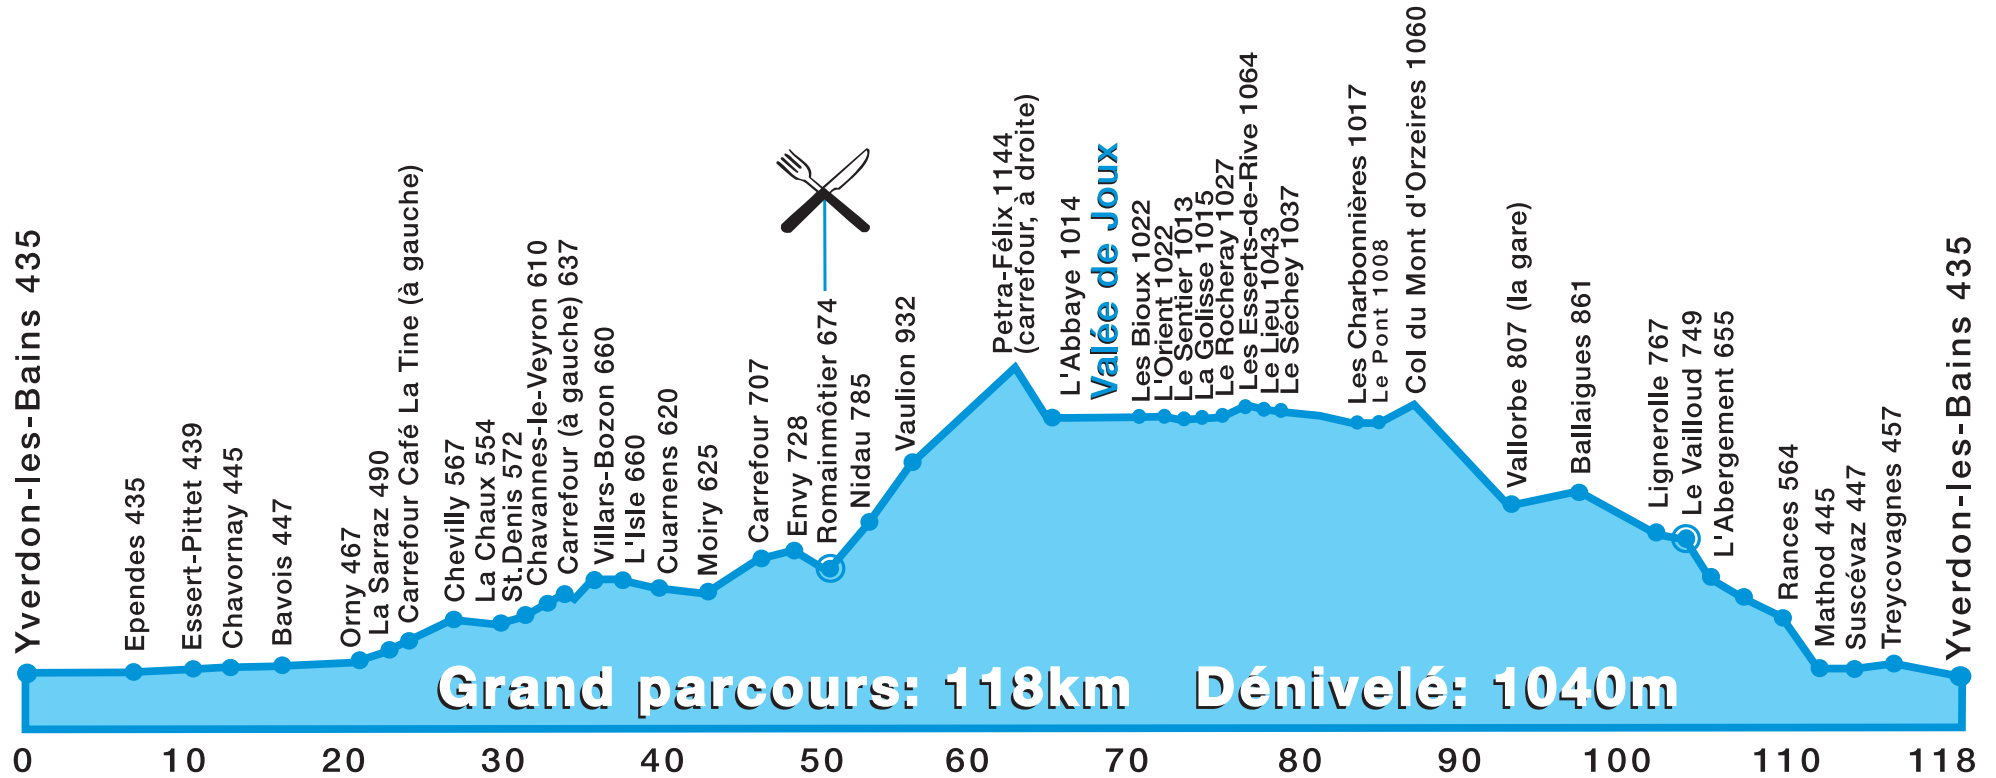 Yverdon-les-Bains 435
Ependes 435
Essert-Pittet 439
Chavornay 445
Bavois 447
Orny 467
La Sarraz 490
Carrefour Café La Tine (à gauche)
Chevilly 567
La Chaux 554
St.Denis 572
Chavannes-le-Veyron 610
Carrefour (à gauche) 637
Villars-Bozon 660
L'Isle 660
Cuarnens 620
Moiry 625
Carrefour 707
Envy 728
Romainmôtier 674
Nidau 785
Vaulion 932
Petra-Félix 1144
(carrefour, à droite)
L'Abbaye 1014
Valée de Joux
Les Bioux 1022
L'Orient 1022
Le Sentier 1013
La Golisse 1015
Le Rocheray 1027
Les Esserts-de-Rive 1064
Le Lieu 1043
Le Séchey 1037
Les Charbonnières 1017
Le Pont 1008
Col du Mont d'Orzeires 1060
Vallorbe 807 (la gare)
Ballaigues 861
Lignerolle 767
Le Vailloud 749
L'Abergement 655
Rances 564
Mathod 445
Suscévaz 447
Treycovagnes 457
Yverdon-les-Bains 435
Grand parcours: 118km Dénivelé: 1040m
0 10 20 30 40 50 60 70 80 90 100 110 118